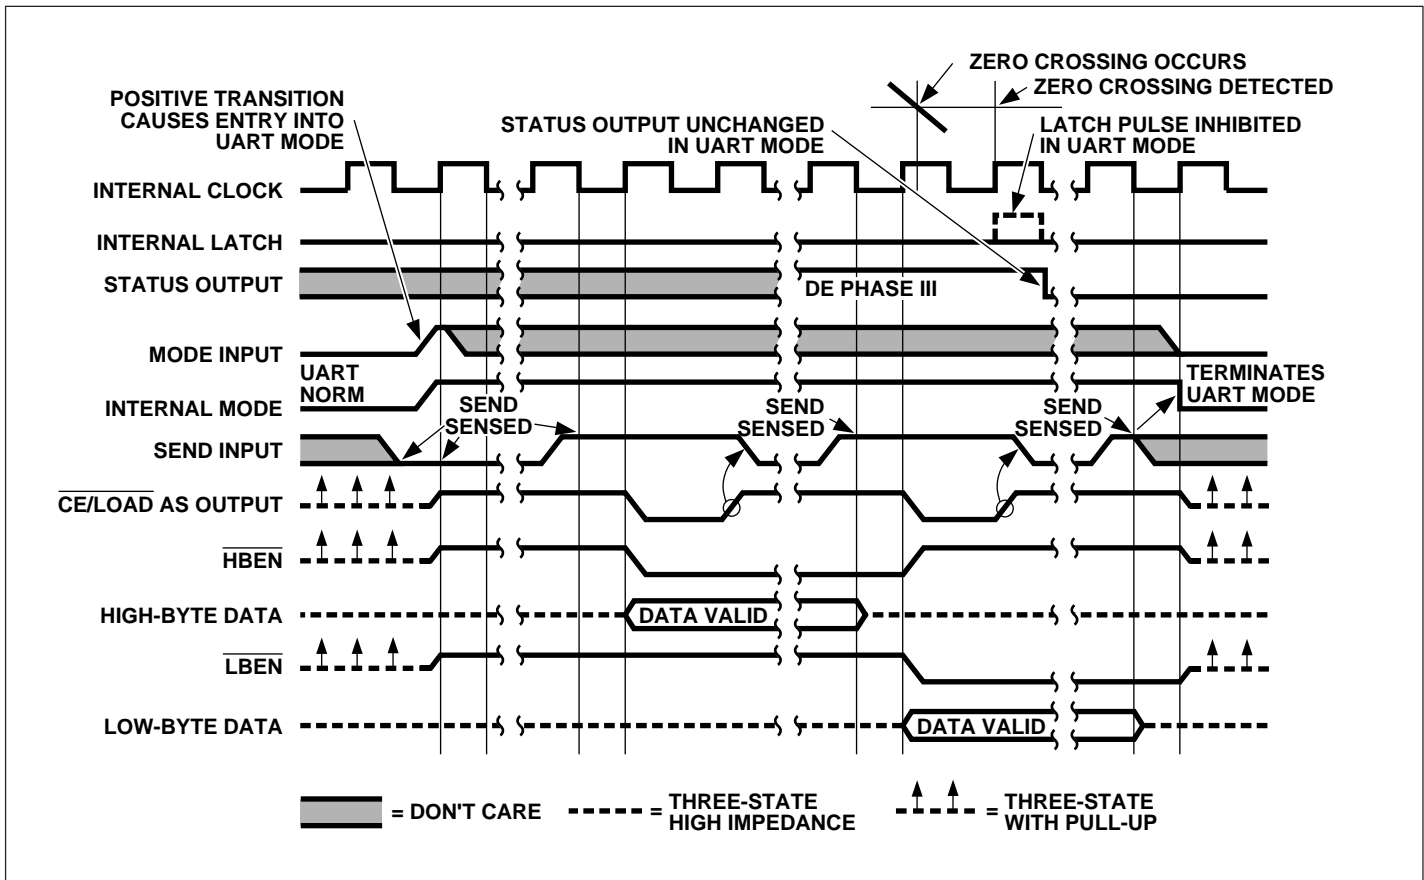 ZERO CROSSING OCCURS
ZERO CROSSING DETECTED
POSITIVE TRANSITION
CAUSES ENTRY INTO
UART MODE
STATUS OUTPUT UNCHANGED
IN UART MODE
LATCH PULSE INHIBITED
IN UART MODE
INTERNAL CLOCK
INTERNAL LATCH
STATUS OUTPUT
DE PHASE III
MODE INPUT
UART
NORM
TERMINATES
UART MODE
INTERNAL MODE
SEND
SENSED
SEND
SENSED
SEND
SENSED
SEND INPUT
CE/LOAD AS OUTPUT
HBEN
HIGH-BYTE DATA
DATA VALID
LBEN
LOW-BYTE DATA
DATA VALID
= DON'T CARE
= THREE-STATE
HIGH IMPEDANCE
= THREE-STATE
WITH PULL-UP